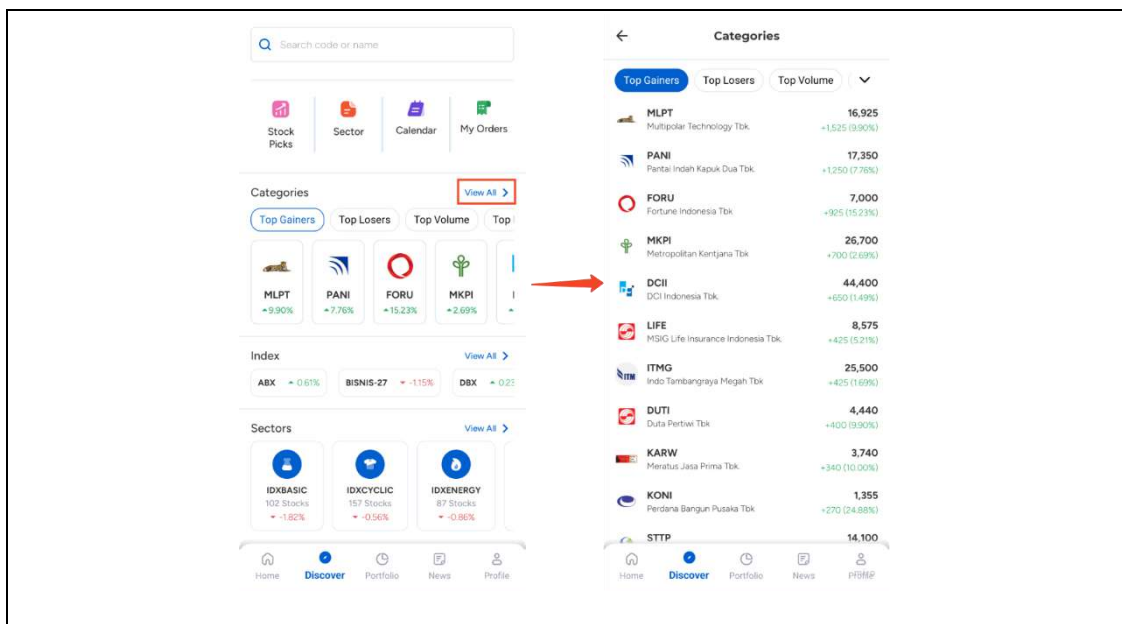 Search code or name
Stock Picks
Sector
Calendar
My Orders
Categories
View All
Top Gainers
Top Losers
Top Volume
Top
MLPT
9.90%
PANI
7.76%
FORU
15.23%
MKPI
2.69%
Index
View All
ABX
0.61%
BISNIS-27
-1.15%
DBX
Sectors
View All
IDXBASIC
102 Stocks
-1.82%
IDXCYCLIC
157 Stocks
-0.56%
IDXENERGY
87 Stocks
-0.86%
Home
Discover
Portfolio
News
Profile
Categories
Top Gainers
Top Losers
Top Volume
MLPT
16,925
Multipolar Technology Tbk.
+1,525 (9.90%)
PANI
17,350
Pantai Indah Kapuk Dua Tbk.
+1,250 (7.76%)
FORU
7,000
Fortune Indonesia Tbk
+925 (15.23%)
MKPI
26,700
Metropolitan Kentjana Tbk
+700 (2.69%)
DCII
44,400
DCI Indonesia Tbk.
+650 (1.49%)
LIFE
8,575
MSIG Life Insurance Indonesia Tbk.
+425 (5.21%)
ITMG
25,500
Indo Tambangraya Megah Tbk
+425 (1.69%)
DUTI
4,440
Duta Pertiwi Tbk
+400 (9.90%)
KARW
3,740
Meratus Jasa Prima Tbk.
+340 (10.00%)
KONI
1,355
Perdana Bangun Pusaka Tbk
+270 (24.88%)
STTP
14,100
Home
Discover
Portfolio
News
Profile